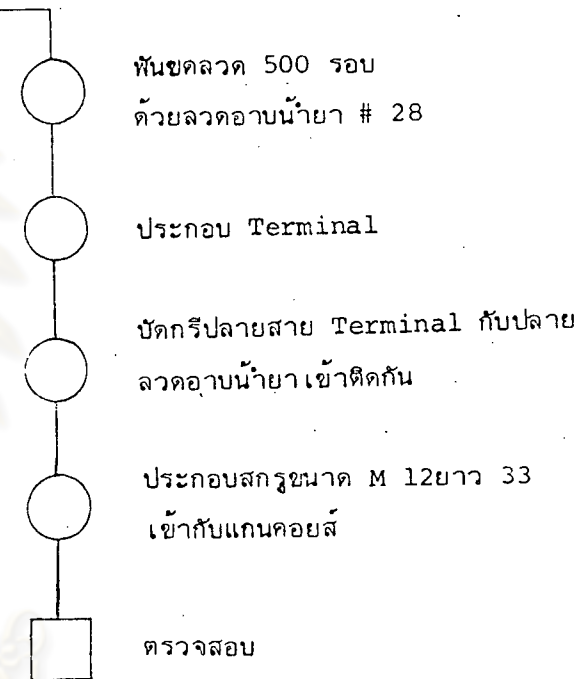 พันขดลวด 500 รอบ
ด้วยลวดอาบน้ำยา # 28
ประกอบ Terminal
บัดกรีปลายสาย Terminal กับปลาย
ลวดอาบน้ำยาเข้าติดกัน
ประกอบสกรูขนาด M 12ยาว 33
เข้ากับแกนคอยส์
ตรวจสอบ